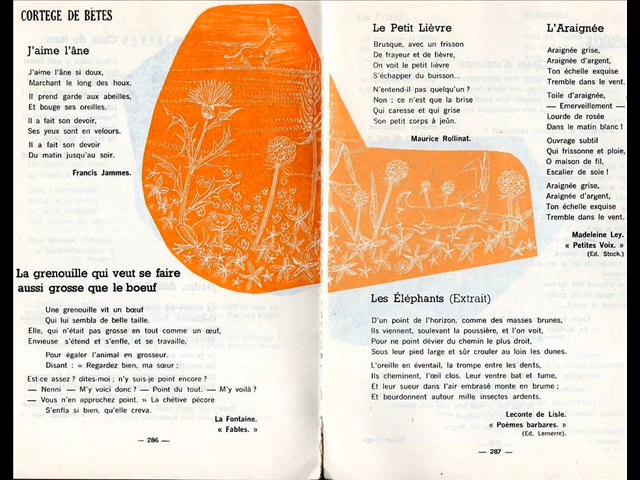 CORTEGE DE BÊTES
J'aime l'âne
J'aime l'âne si doux,
Marchant le long des houx.
Il prend garde aux abeilles,
Et bouge ses oreilles...
Il a fait son devoir,
Ses yeux sont en velours.
Il a fait son devoir
Du matin jusqu'au soir.
Francis Jammes.
La grenouille qui veut se faire
aussi grosse que le boeuf
Une grenouille vit un bœuf
Qui lui sembla de belle taille.
Elle, qui n'était pas grosse en tout comme un œuf,
Envieuse s'étend et s'enfle, et se travaille,
Pour égaler l'animal en grosseur.
Disant : « Regardez bien, ma sœur ;
Est-ce assez ? dites-moi ; n'y suis-je point encore ?
— Nenni — M'y voici donc ? — Point du tout. — M'y voilà ?
— Vous n'en approchez point. » La chétive pécore
S'enfla si bien, qu'elle creva.
La Fontaine.
« Fables. »
— 286 —
Le Petit Lièvre
Brusque, avec un frisson
De frayeur et de fièvre,
On voit le petit lièvre
S'échapper du buisson...
N'entend-il pas quelqu'un ?
Non ; ce n'est que la brise
Qui caresse et qui grise
Son petit corps à jeûn.
Maurice Rollinat.
L'Araignée
Araignée grise,
Araignée d'argent,
Ton échelle exquise
Tremble dans le vent.
Toile d'araignée,
— Emerveillement —
Lourde de rosée
Dans le matin blanc !
Ouvrage subtil
Qui frissonne et ploie,
O maison de fil,
Escalier de soie !
Araignée grise,
Araignée d'argent,
Ton échelle exquise
Tremble dans le vent.
Madeleine Ley.
« Petites Voix. »
(Ed. Stock.)
Les Éléphants (Extrait)
D'un point de l'horizon, comme des masses brunes,
Ils viennent, soulevant la poussière, et l'on voit,
Pour ne point dévier du chemin le plus droit,
Sous leur pied large et sûr crouler au loin les dunes.
L'oreille en éventail, la trompe entre les dents,
Ils cheminent, l'œil clos. Leur ventre bat et fume,
Et leur sueur dans l'air embrasé monte en brume ;
Et bourdonnent autour mille insectes ardents.
Leconte de Lisle.
« Poèmes barbares. »
(Ed. Lemerre).
— 287 —